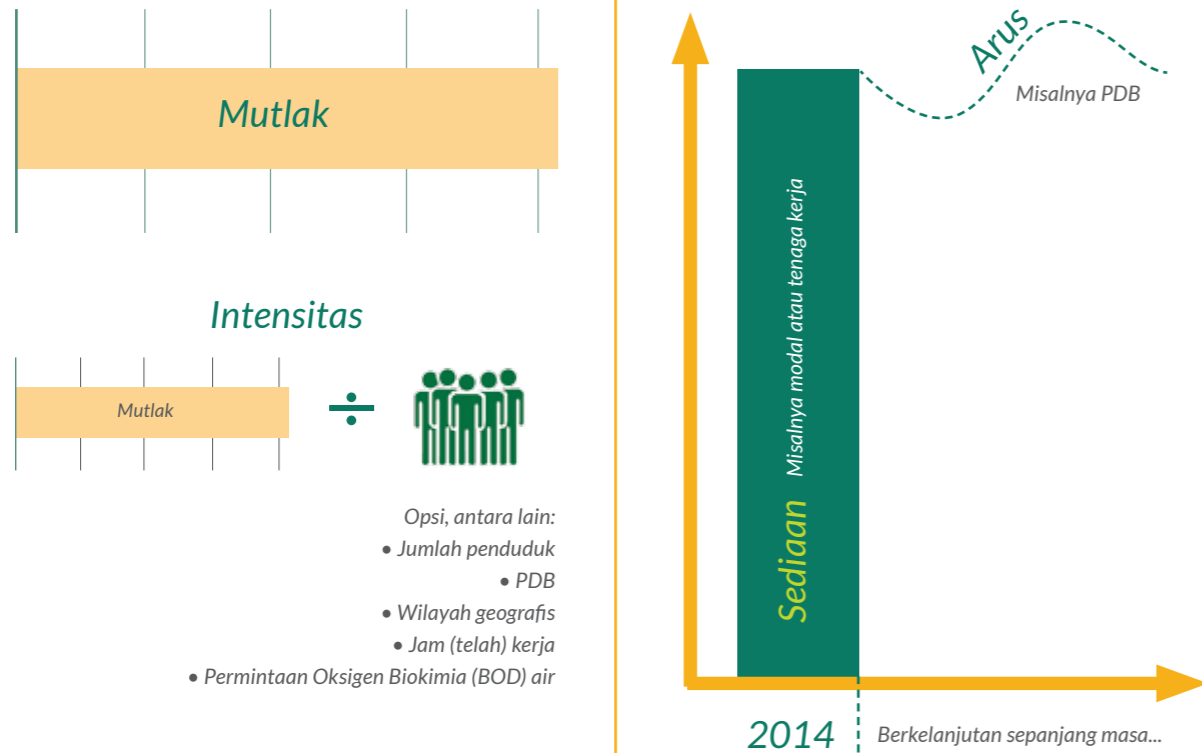 Mutlak
Intensitas
Mutlak
÷
Opsi, antara lain:
• Jumlah penduduk
• PDB
• Wilayah geografis
• Jam (telah) kerja
• Permintaan Oksigen Biokimia (BOD) air
Arus
Misalnya PDB
Sediaan Misalnya modal atau tenaga kerja
2014
Berkelanjutan sepanjang masa...